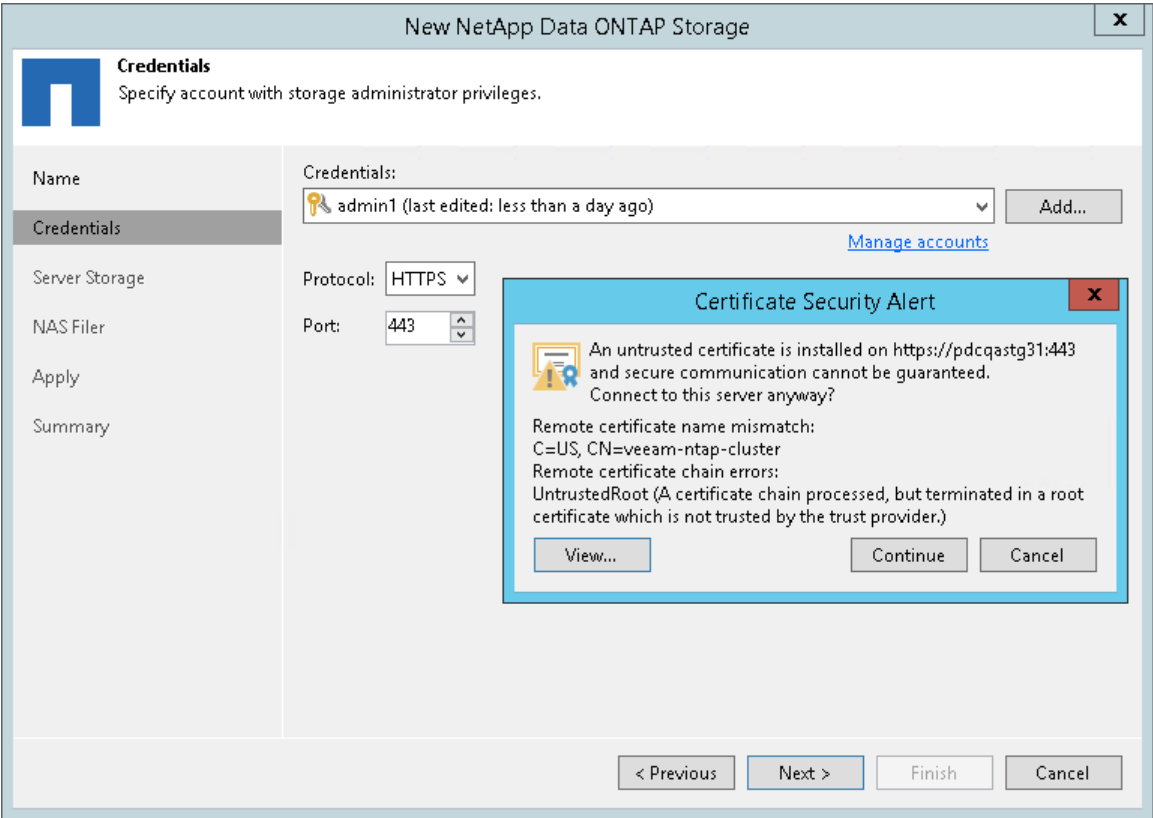 New NetApp Data ONTAP Storage
x
Credentials
Specify account with storage administrator privileges.
Name
Credentials
Server Storage
NAS Filer
Apply
Summary
Credentials:
admin1 (last edited: less than a day ago)
Add...
Manage accounts
Protocol: HTTPS
Port: 443
Certificate Security Alert
x
An untrusted certificate is installed on https://pdcqastg31:443
and secure communication cannot be guaranteed.
Connect to this server anyway?
Remote certificate name mismatch:
C=US, CN=veeam-ntap-cluster
Remote certificate chain errors:
UntrustedRoot (A certificate chain processed, but terminated in a root
certificate which is not trusted by the trust provider.)
View... Continue Cancel
< Previous Next > Finish Cancel